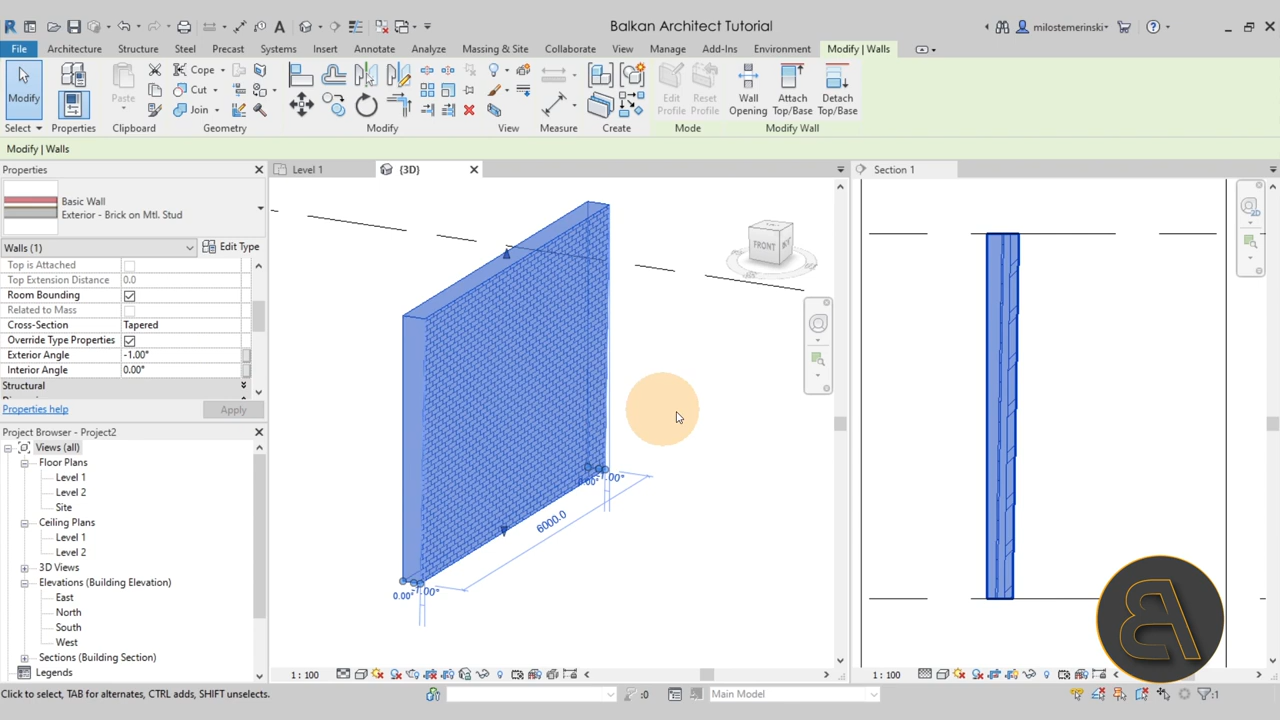 Balkan Architect Tutorial
milostemerinski
File
Architecture
Structure
Steel
Precast
Systems
Insert
Annotate
Analyze
Massing & Site
Collaborate
View
Manage
Add-Ins
Environment
Modify | Walls
Modify
Paste
Cope
Cut
Join
Edit
Profile
Reset
Profile
Wall
Opening
Attach
Top/Base
Detach
Top/Base
Select
Properties
Clipboard
Geometry
Modify
View
Measure
Create
Mode
Modify Wall
Modify | Walls
Properties
Level 1
{3D}
Section 1
Basic Wall
Exterior - Brick on Mtl. Stud
Walls (1)
Edit Type
Top is Attached
Top Extension Distance 0.0
Room Bounding
Related to Mass
Cross-Section Tapered
Override Type Properties
Exterior Angle -1.00°
Interior Angle 0.00°
Structural
Properties help
Apply
FRONT
6000.0
0.00°
-1.00°
0.00°
-1.00°
Project Browser - Project2
Views (all)
Floor Plans
Level 1
Level 2
Site
Ceiling Plans
Level 1
Level 2
3D Views
Elevations (Building Elevation)
East
North
South
West
Sections (Building Section)
Legends
1 : 100
1 : 100
Click to select, TAB for alternates, CTRL adds, SHIFT unselects.
:0
Main Model
:1